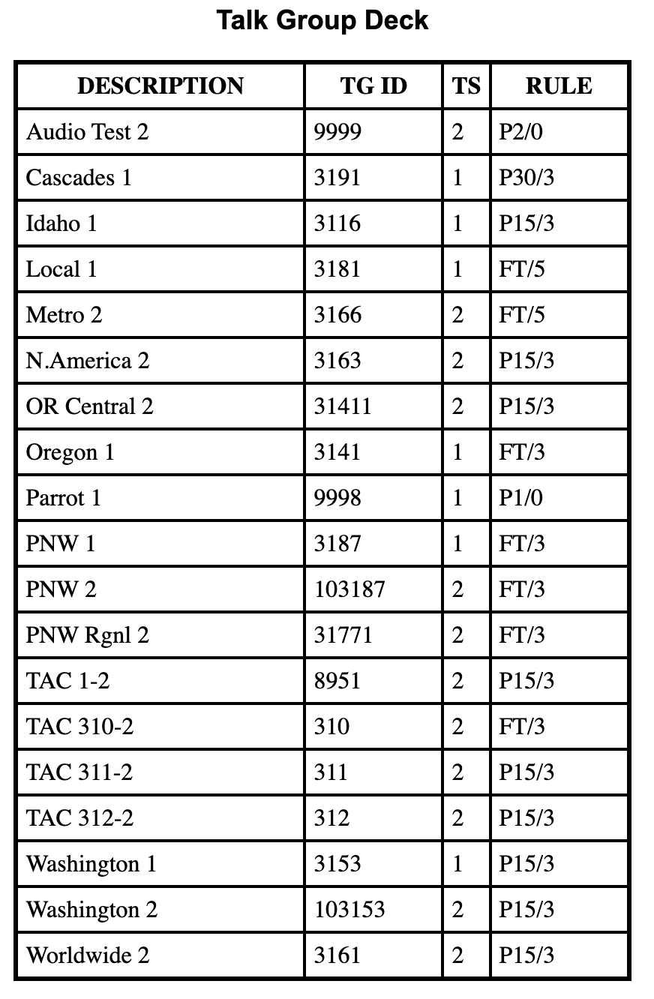 Talk Group Deck
DESCRIPTION TG ID TS RULE
Audio Test 2 9999 2 P2/0
Cascades 1 3191 1 P30/3
Idaho 1 3116 1 P15/3
Local 1 3181 1 FT/5
Metro 2 3166 2 FT/5
N.America 2 3163 2 P15/3
OR Central 2 31411 2 P15/3
Oregon 1 3141 1 FT/3
Parrot 1 9998 1 P1/0
PNW 1 3187 1 FT/3
PNW 2 103187 2 FT/3
PNW Rgnl 2 31771 2 FT/3
TAC 1-2 8951 2 P15/3
TAC 310-2 310 2 FT/3
TAC 311-2 311 2 P15/3
TAC 312-2 312 2 P15/3
Washington 1 3153 1 P15/3
Washington 2 103153 2 P15/3
Worldwide 2 3161 2 P15/3